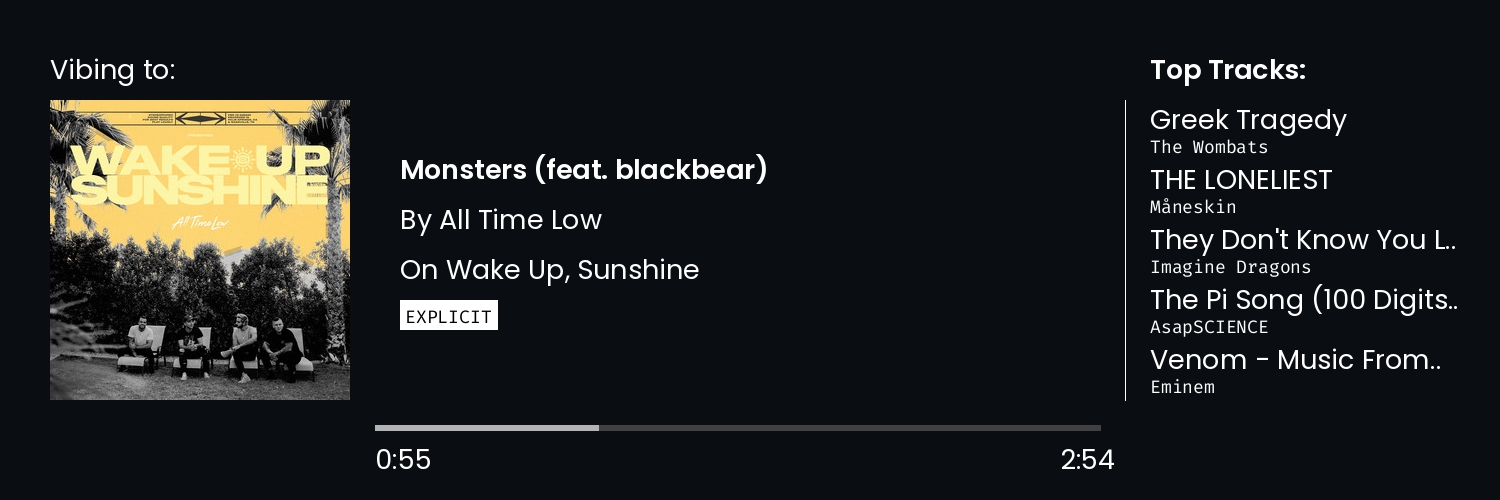 Vibing to:
WAKE UP
SUNSHINE
All Time Low
Monsters (feat. blackbear)
By All Time Low
On Wake Up, Sunshine
EXPLICIT
0:55
2:54
Top Tracks:
Greek Tragedy
The Wombats
THE LONELIEST
Måneskin
They Don't Know You L..
Imagine Dragons
The Pi Song (100 Digits..
AsapSCIENCE
Venom - Music From..
Eminem